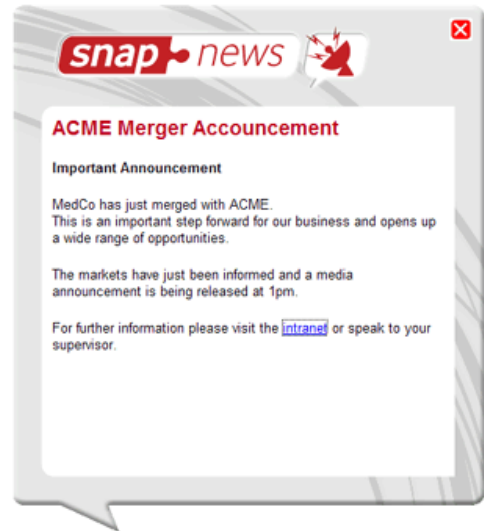 snap news
ACME Merger Accouncement
Important Announcement
MedCo has just merged with ACME.
This is an important step forward for our business and opens up
a wide range of opportunities.
The markets have just been informed and a media
announcement is being released at 1pm.
For further information please visit the intranet or speak to your
supervisor.